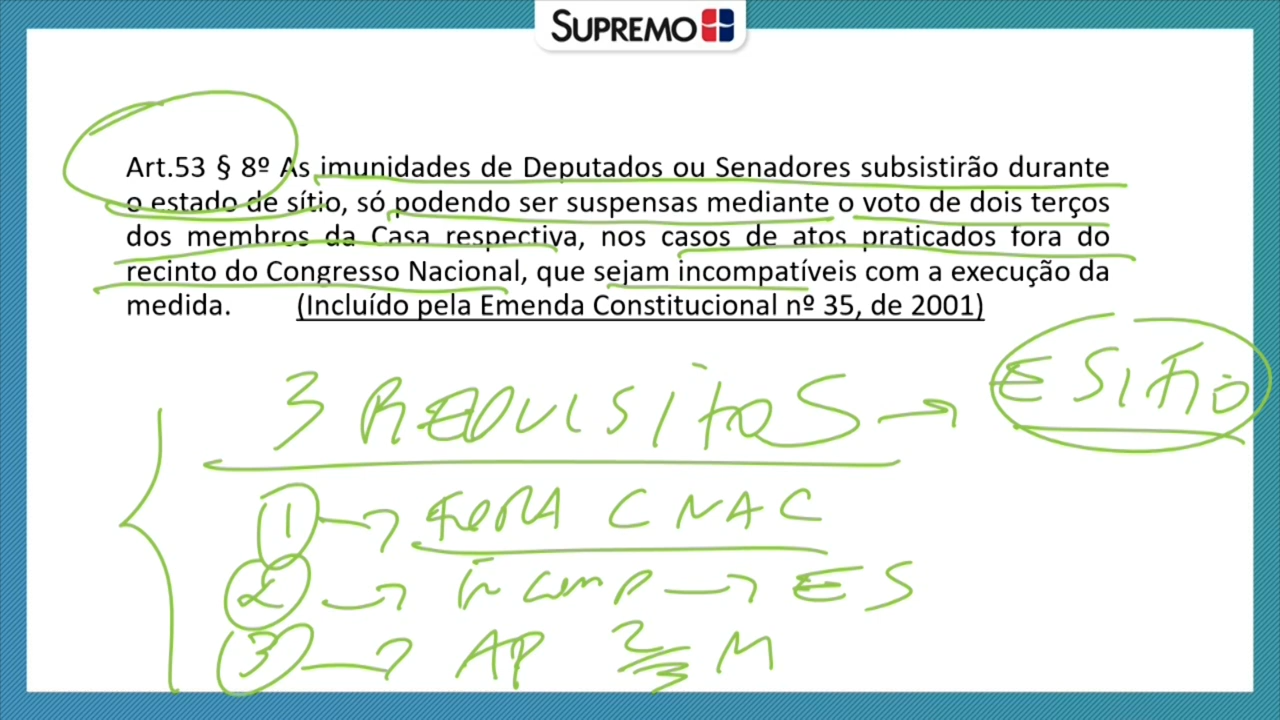 SUPREMO
Art.53 § 8º As imunidades de Deputados ou Senadores subsistirão durante
o estado de sítio, só podendo ser suspensas mediante o voto de dois terços
dos membros da Casa respectiva, nos casos de atos praticados fora do
recinto do Congresso Nacional, que sejam incompatíveis com a execução da
medida. (Incluído pela Emenda Constitucional nº 35, de 2001)
3 REQUISITOS → E SITIO
1 → FORA C NAC
2 → incomp → E S
3 → AP 2/3 M